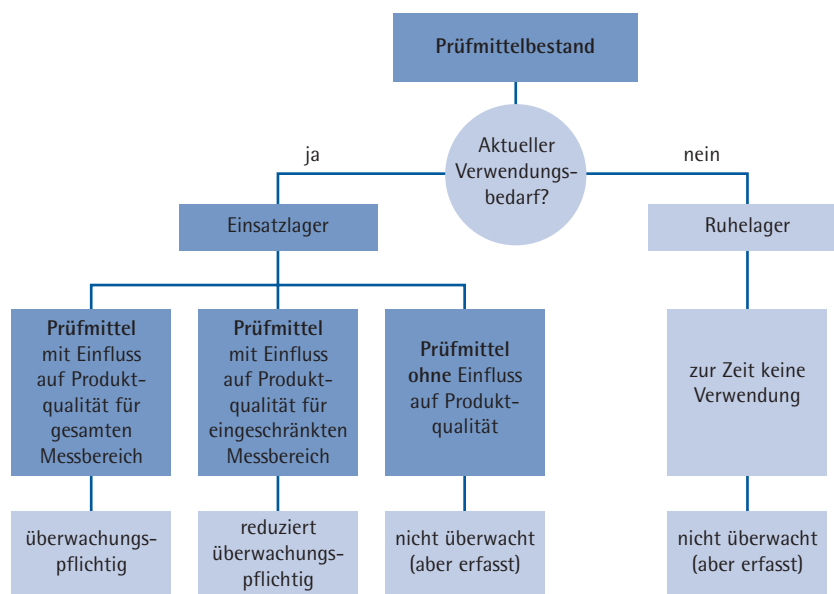 Prüfmittelbestand
Aktueller
Verwendungs-
bedarf?
ja
nein
Einsatzlager
Ruhelager
Prüfmittel
mit Einfluss
auf Produkt-
qualität für
gesamten
Messbereich
Prüfmittel
mit Einfluss
auf Produkt-
qualität für
eingeschränkten
Messbereich
Prüfmittel
ohne Einfluss
auf Produkt-
qualität
zur Zeit keine
Verwendung
überwachungs-
pflichtig
reduziert
überwachungs-
pflichtig
nicht überwacht
(aber erfasst)
nicht überwacht
(aber erfasst)